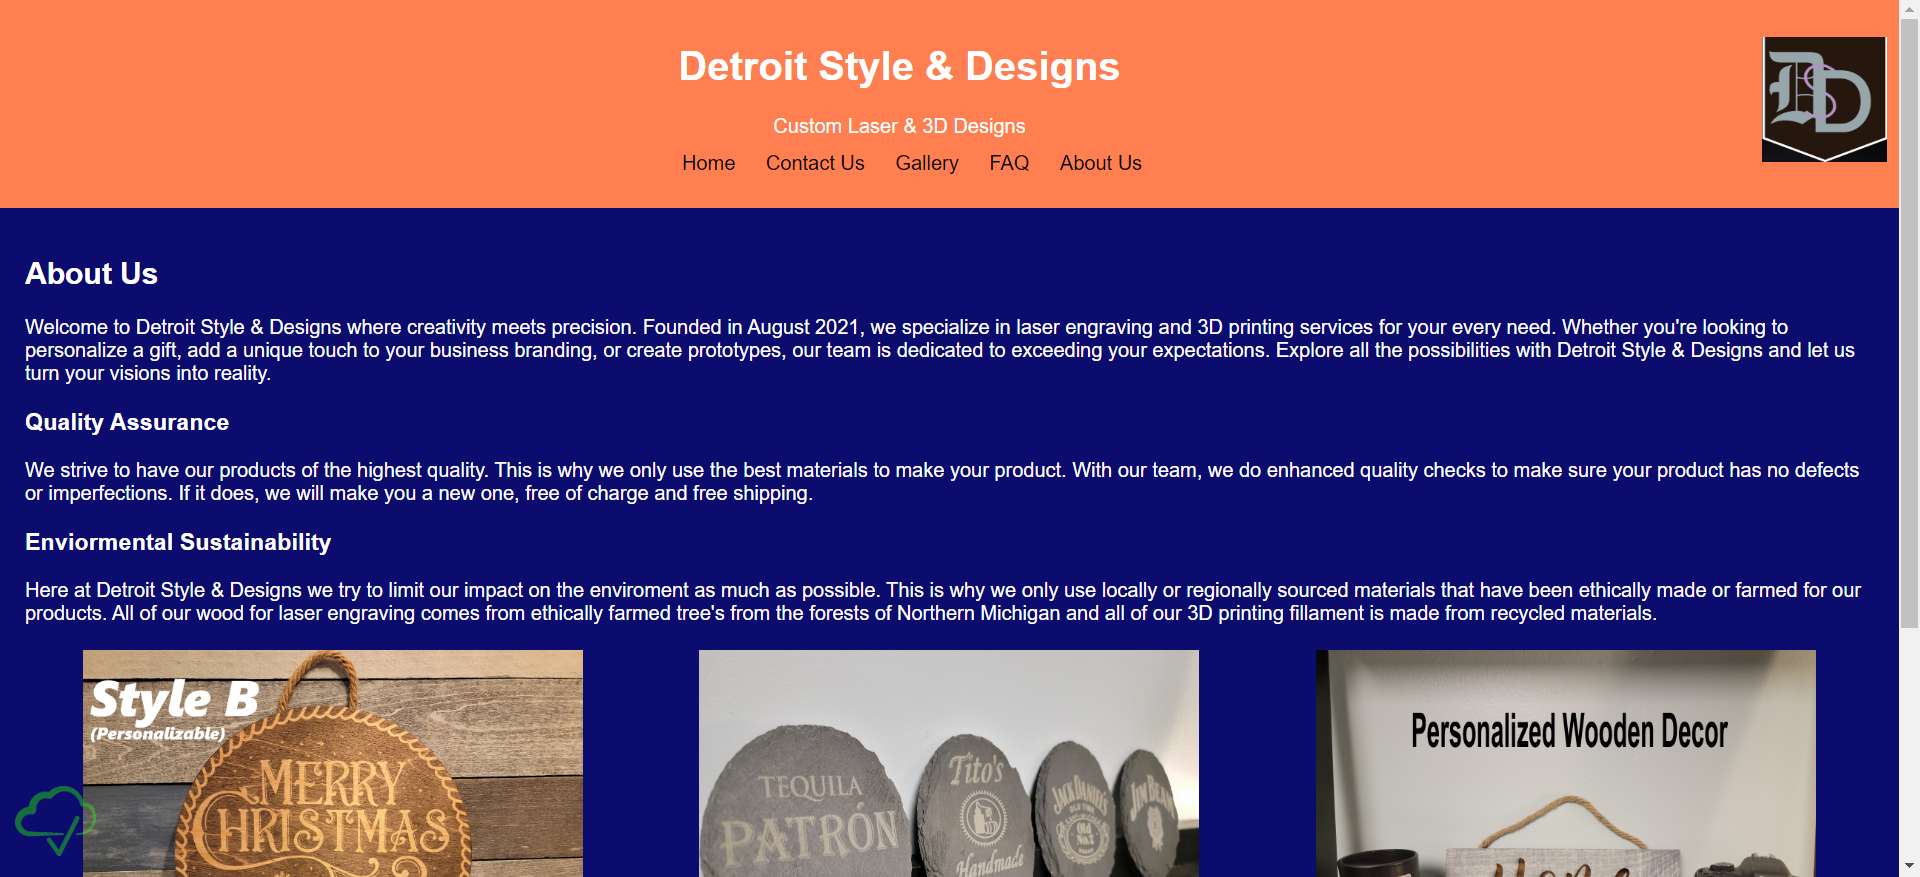 Detroit Style & Designs
Custom Laser & 3D Designs
Home Contact Us Gallery FAQ About Us
About Us
Welcome to Detroit Style & Designs where creativity meets precision. Founded in August 2021, we specialize in laser engraving and 3D printing services for your every need. Whether you're looking to
personalize a gift, add a unique touch to your business branding, or create prototypes, our team is dedicated to exceeding your expectations. Explore all the possibilities with Detroit Style & Designs and let us
turn your visions into reality.
Quality Assurance
We strive to have our products of the highest quality. This is why we only use the best materials to make your product. With our team, we do enhanced quality checks to make sure your product has no defects
or imperfections. If it does, we will make you a new one, free of charge and free shipping.
Enviormental Sustainability
Here at Detroit Style & Designs we try to limit our impact on the enviroment as much as possible. This is why we only use locally or regionally sourced materials that have been ethically made or farmed for our
products. All of our wood for laser engraving comes from ethically farmed tree's from the forests of Northern Michigan and all of our 3D printing fillament is made from recycled materials.
Style B
(Personalizable)
MERRY
CHRISTMAS
TEQUILA
PATRÓN
Tito's
Handmade
JACK DANIEL'S
OLD TIME
Old
No.7
JIM BEAM
Personalized Wooden Decor
Home